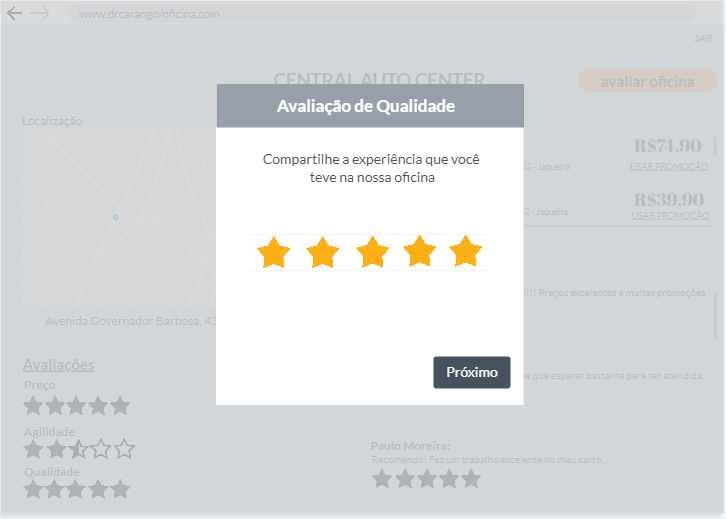 www.drcarango/oficina.com
SAIR
CENTRAL AUTO CENTER
avaliar oficina
Avaliação de Qualidade
Localização
Compartilhe a experiência que você
teve na nossa oficina
R$74,90
- Jaqueira
USAR PROMOÇÃO
R$39,90
- Jaqueira
USAR PROMOÇÃO
!!! Preços excelentes e muitas promoções
Avenida Governador Barbosa, 43
Próximo
que esperar bastante para ser atendida.
Avaliações
Preço
Agilidade
Paulo Moreira:
Recomendo! Fez um trabalho excelente no meu carro.
Qualidade